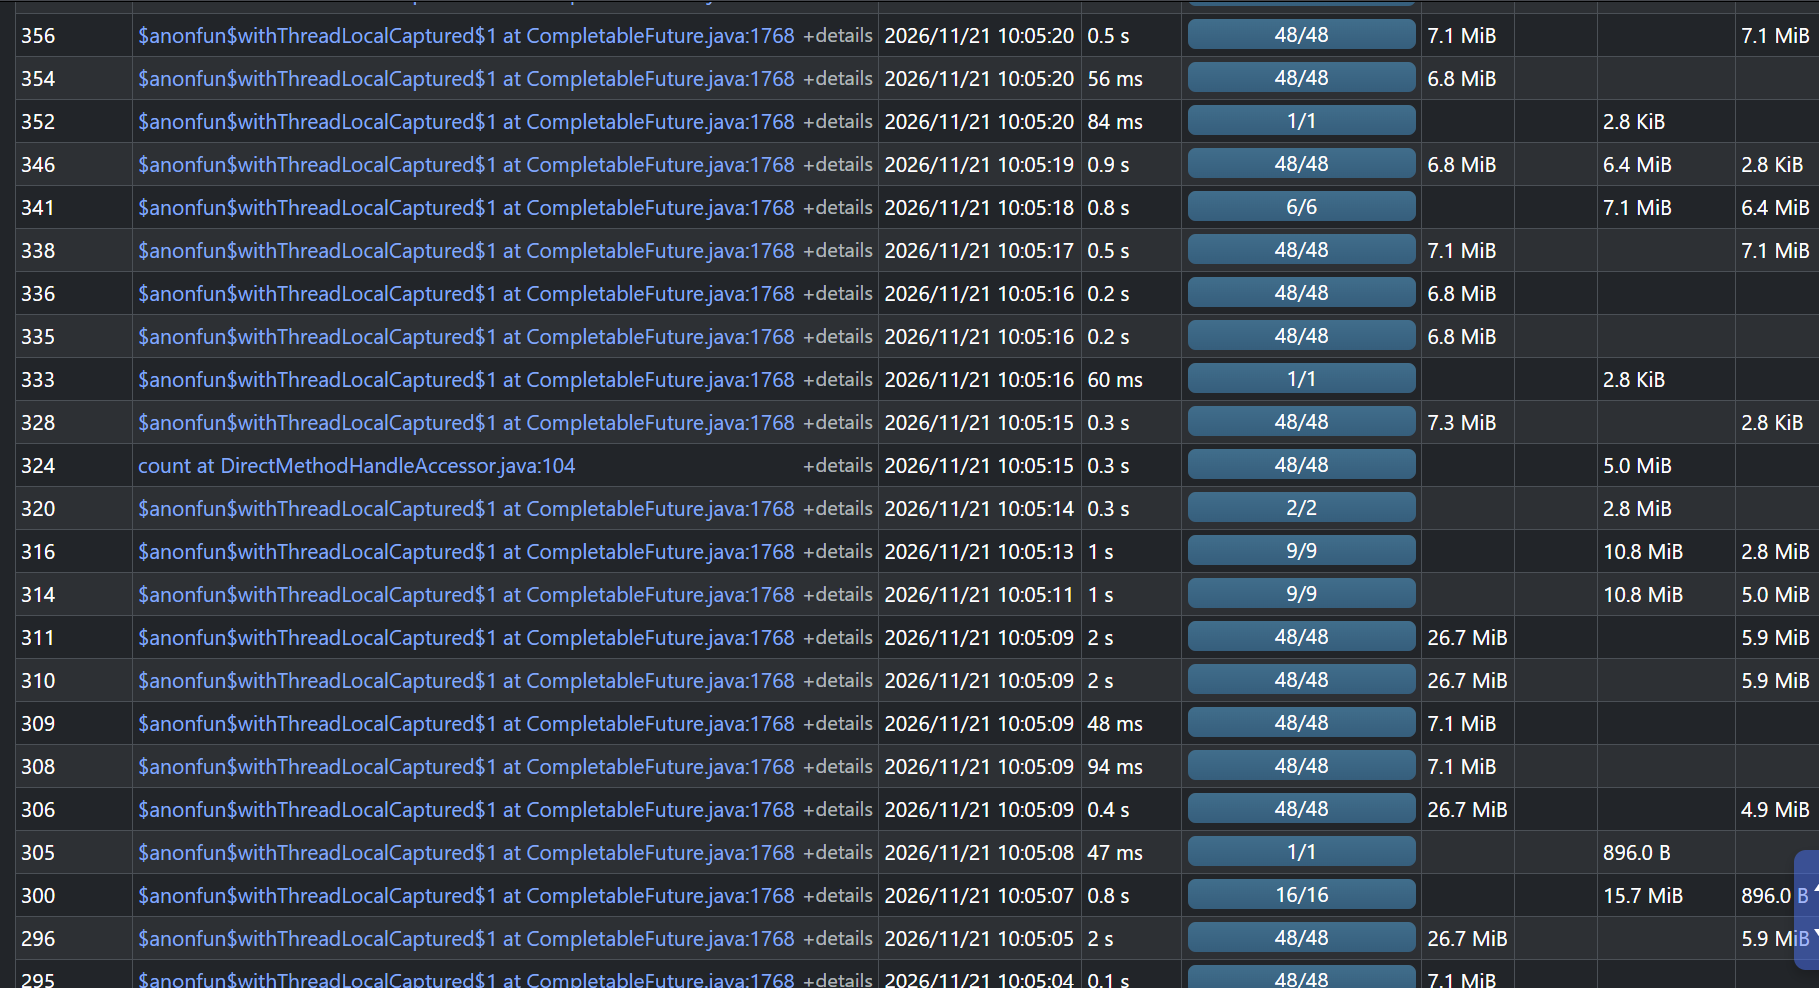 356 $anonfun$withThreadLocalCaptured$1 at CompletableFuture.java:1768 +details 2026/11/21 10:05:20 0.5 s 48/48 7.1 MiB 7.1 MiB
354 $anonfun$withThreadLocalCaptured$1 at CompletableFuture.java:1768 +details 2026/11/21 10:05:20 56 ms 48/48 6.8 MiB
352 $anonfun$withThreadLocalCaptured$1 at CompletableFuture.java:1768 +details 2026/11/21 10:05:20 84 ms 1/1 2.8 KiB
346 $anonfun$withThreadLocalCaptured$1 at CompletableFuture.java:1768 +details 2026/11/21 10:05:19 0.9 s 48/48 6.8 MiB 6.4 MiB 2.8 KiB
341 $anonfun$withThreadLocalCaptured$1 at CompletableFuture.java:1768 +details 2026/11/21 10:05:18 0.8 s 6/6 7.1 MiB 6.4 MiB
338 $anonfun$withThreadLocalCaptured$1 at CompletableFuture.java:1768 +details 2026/11/21 10:05:17 0.5 s 48/48 7.1 MiB 7.1 MiB
336 $anonfun$withThreadLocalCaptured$1 at CompletableFuture.java:1768 +details 2026/11/21 10:05:16 0.2 s 48/48 6.8 MiB
335 $anonfun$withThreadLocalCaptured$1 at CompletableFuture.java:1768 +details 2026/11/21 10:05:16 0.2 s 48/48 6.8 MiB
333 $anonfun$withThreadLocalCaptured$1 at CompletableFuture.java:1768 +details 2026/11/21 10:05:16 60 ms 1/1 2.8 KiB
328 $anonfun$withThreadLocalCaptured$1 at CompletableFuture.java:1768 +details 2026/11/21 10:05:15 0.3 s 48/48 7.3 MiB 2.8 KiB
324 count at DirectMethodHandleAccessor.java:104 +details 2026/11/21 10:05:15 0.3 s 48/48 5.0 MiB
320 $anonfun$withThreadLocalCaptured$1 at CompletableFuture.java:1768 +details 2026/11/21 10:05:14 0.3 s 2/2 2.8 MiB
316 $anonfun$withThreadLocalCaptured$1 at CompletableFuture.java:1768 +details 2026/11/21 10:05:13 1 s 9/9 10.8 MiB 2.8 MiB
314 $anonfun$withThreadLocalCaptured$1 at CompletableFuture.java:1768 +details 2026/11/21 10:05:11 1 s 9/9 10.8 MiB 5.0 MiB
311 $anonfun$withThreadLocalCaptured$1 at CompletableFuture.java:1768 +details 2026/11/21 10:05:09 2 s 48/48 26.7 MiB 5.9 MiB
310 $anonfun$withThreadLocalCaptured$1 at CompletableFuture.java:1768 +details 2026/11/21 10:05:09 2 s 48/48 26.7 MiB 5.9 MiB
309 $anonfun$withThreadLocalCaptured$1 at CompletableFuture.java:1768 +details 2026/11/21 10:05:09 48 ms 48/48 7.1 MiB
308 $anonfun$withThreadLocalCaptured$1 at CompletableFuture.java:1768 +details 2026/11/21 10:05:09 94 ms 48/48 7.1 MiB
306 $anonfun$withThreadLocalCaptured$1 at CompletableFuture.java:1768 +details 2026/11/21 10:05:09 0.4 s 48/48 26.7 MiB 4.9 MiB
305 $anonfun$withThreadLocalCaptured$1 at CompletableFuture.java:1768 +details 2026/11/21 10:05:08 47 ms 1/1 896.0 B
300 $anonfun$withThreadLocalCaptured$1 at CompletableFuture.java:1768 +details 2026/11/21 10:05:07 0.8 s 16/16 15.7 MiB 896.0 B
296 $anonfun$withThreadLocalCaptured$1 at CompletableFuture.java:1768 +details 2026/11/21 10:05:05 2 s 48/48 26.7 MiB 5.9 MiB
295 $anonfun$withThreadLocalCaptured$1 at CompletableFuture.java:1768 +details 2026/11/21 10:05:04 0.1 s 48/48 7.1 MiB